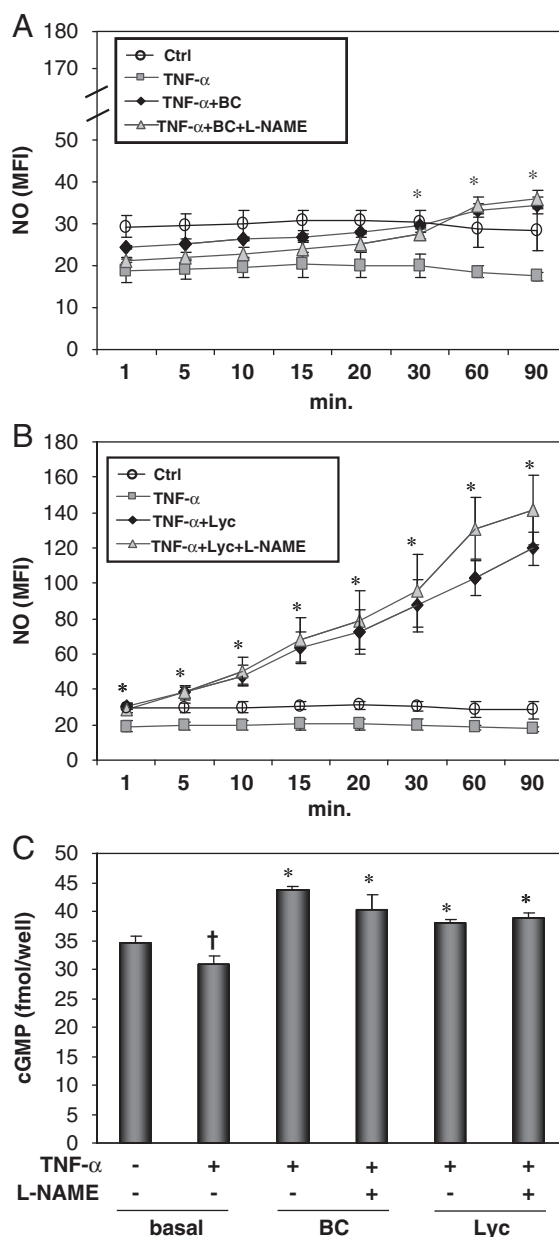 A
180
170
50
40
30
20
10
0
NO (MFI)
Ctrl
TNF-α
TNF-α+BC
TNF-α+BC+L-NAME
* * *
1 5 10 15 20 30 60 90
min.
B
180
160
140
120
100
80
60
40
20
0
NO (MFI)
Ctrl
TNF-α
TNF-α+Lyc
TNF-α+Lyc+L-NAME
* * * * * * * *
1 5 10 15 20 30 60 90
min.
C
50
45
40
35
30
25
20
15
10
5
0
cGMP (fmol/well)
† * * * *
TNF-α - + + + + +
L-NAME - - - + - +
basal BC Lyc